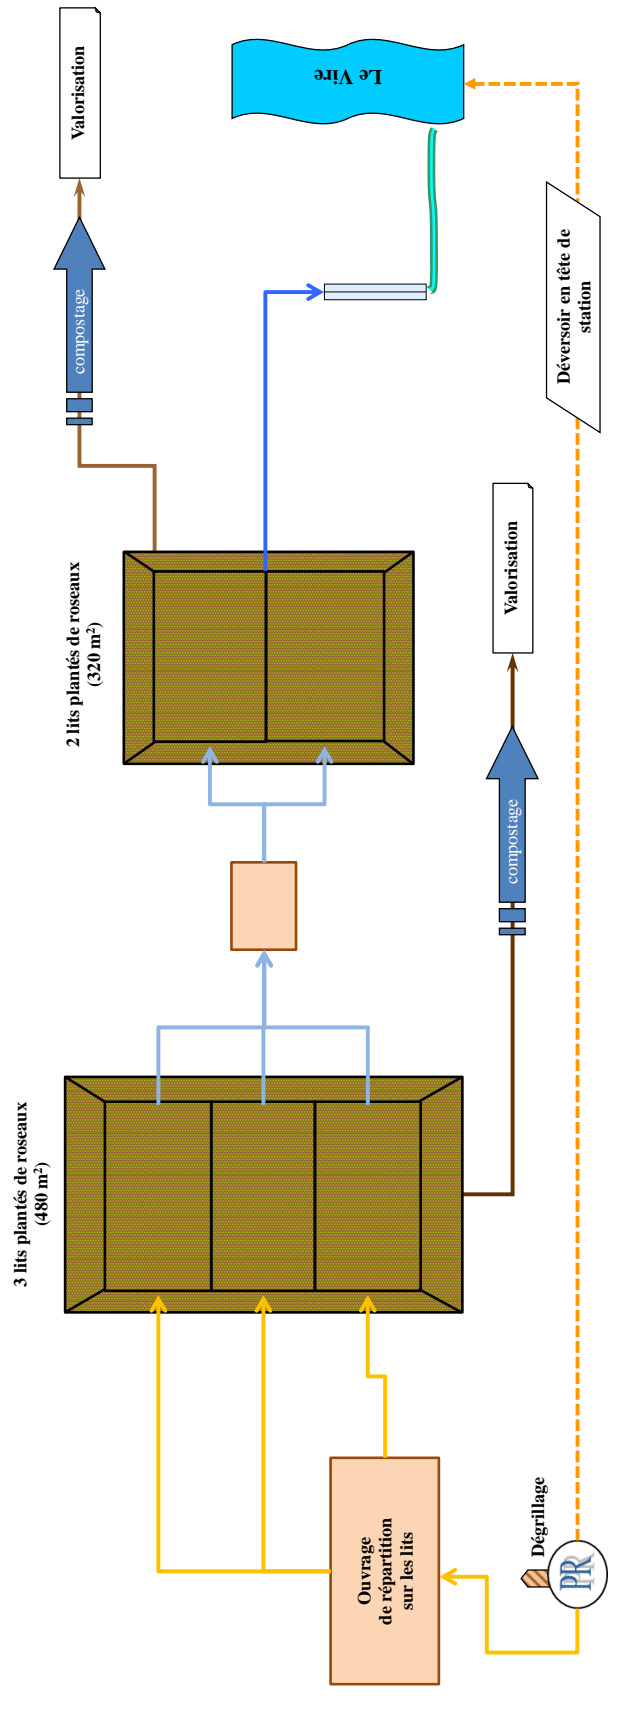 3 lits plantés de roseaux
(480 m²)
2 lits plantés de roseaux
(320 m²)
compostage
Valorisation
Le Vire
Ouvrage
de répartition
sur les lits
compostage
Valorisation
Dégrillage
PR
Déversoir en tête de
station